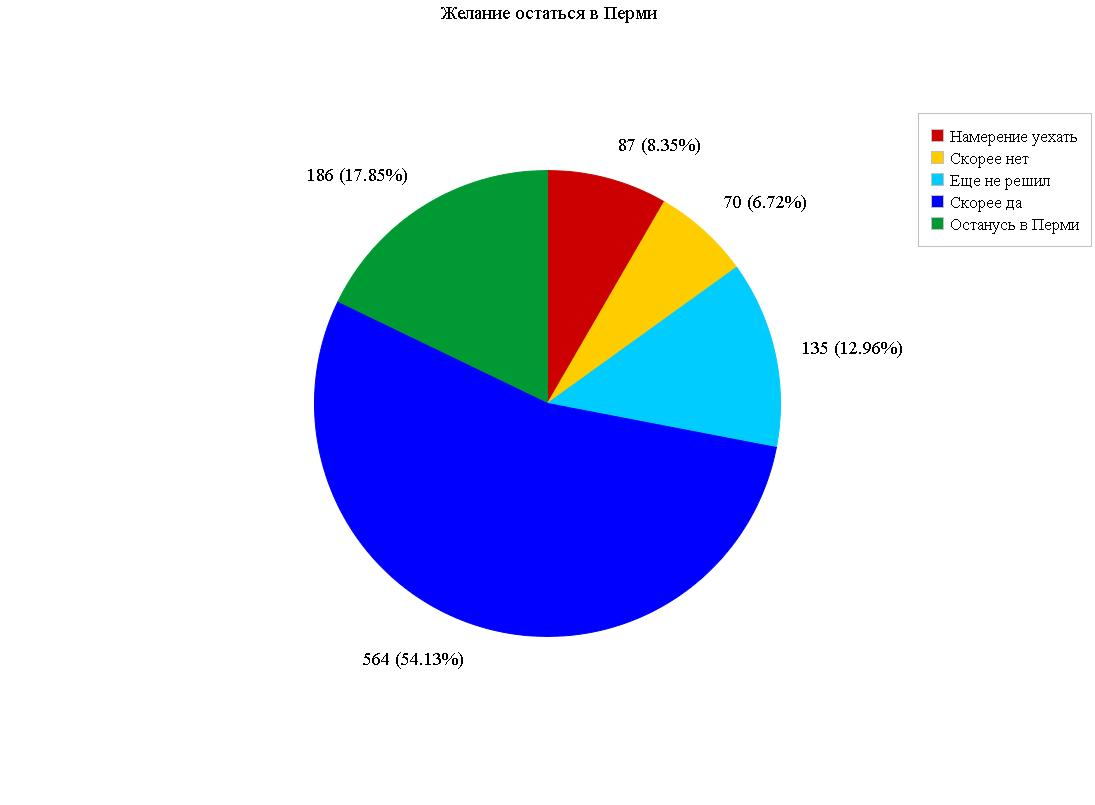 Желание остаться в Перми
87 (8.35%)
70 (6.72%)
135 (12.96%)
564 (54.13%)
186 (17.85%)
Намерение уехать
Скорее нет
Еще не решил
Скорее да
Останусь в Перми